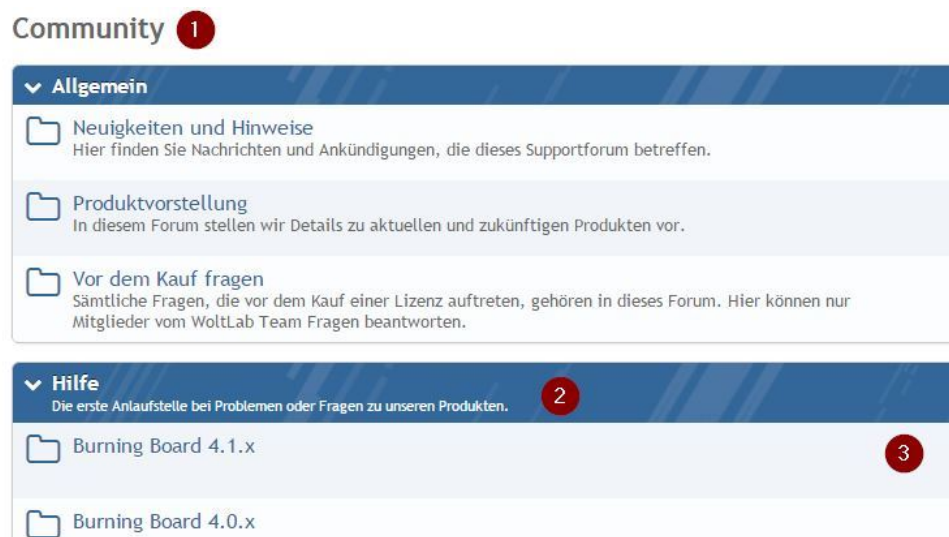 Community 1
Allgemein
Neuigkeiten und Hinweise
Hier finden Sie Nachrichten und Ankündigungen, die dieses Supportforum betreffen.
Produktvorstellung
In diesem Forum stellen wir Details zu aktuellen und zukünftigen Produkten vor.
Vor dem Kauf fragen
Sämtliche Fragen, die vor dem Kauf einer Lizenz auftreten, gehören in dieses Forum. Hier können nur
Mitglieder vom WoltLab Team Fragen beantworten.
Hilfe
Die erste Anlaufstelle bei Problemen oder Fragen zu unseren Produkten. 2
Burning Board 4.1.x 3
Burning Board 4.0.x